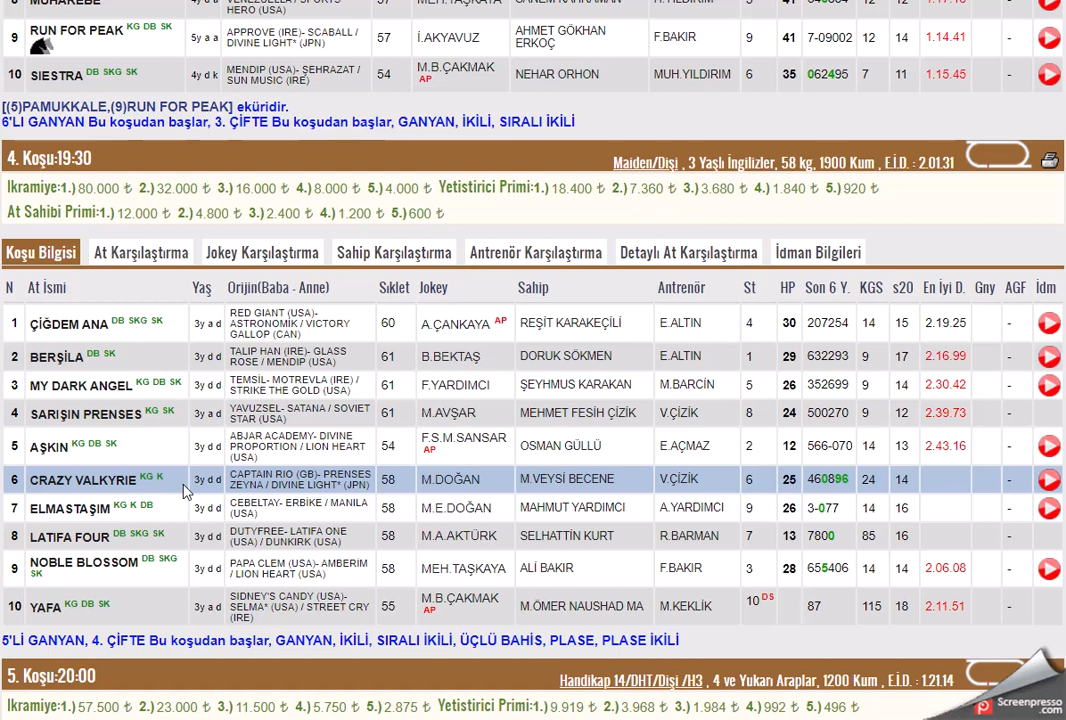 8 MUHAREBE VENEZUELLA / SPORTS HERO (USA) 57 MEH.TAŞKAYA 3 41 12 12 1.17.16
9 RUN FOR PEAK KG DB SK 5y a a APPROVE (IRE)- SCABALL / DIVINE LIGHT* (JPN) 57 İ.AKYAVUZ AHMET GÖKHAN ERKOÇ F.BAKIR 9 41 7-09002 12 14 1.14.41 -
10 SIESTRA DB SKG SK 4y d k MENDIP (USA)- ŞEHRAZAT / SUN MUSIC (IRE) 54 M.B.ÇAKMAK AP NEHAR ORHON MUH.YILDIRIM 6 35 062495 7 11 1.15.45 -
[(5)PAMUKKALE,(9)RUN FOR PEAK] eküridir.
6'LI GANYAN Bu koşudan başlar, 3. ÇİFTE Bu koşudan başlar, GANYAN, İKİLİ, SIRALI İKİLİ
4. Koşu:19:30 Maiden/Dişi , 3 Yaşlı İngilizler, 58 kg, 1900 Kum , E.İ.D. : 2.01.31
Ikramiye:1.) 80.000 ₺ 2.) 32.000 ₺ 3.) 16.000 ₺ 4.) 8.000 ₺ 5.) 4.000 ₺ Yetistirici Primi:1.) 18.400 ₺ 2.) 7.360 ₺ 3.) 3.680 ₺ 4.) 1.840 ₺ 5.) 920 ₺
At Sahibi Primi:1.) 12.000 ₺ 2.) 4.800 ₺ 3.) 2.400 ₺ 4.) 1.200 ₺ 5.) 600 ₺
Koşu Bilgisi At Karşılaştırma Jokey Karşılaştırma Sahip Karşılaştırma Antrenör Karşılaştırma Detaylı At Karşılaştırma İdman Bilgileri
N At İsmi Yaş Orijin(Baba - Anne) Sıklet Jokey Sahip Antrenör St HP Son 6 Y. KGS s20 En İyi D. Gny AGF İdm
1 ÇİĞDEM ANA DB SKG SK 3y a d RED GIANT (USA)- ASTRONOMİK / VICTORY GALLOP (CAN) 60 A.ÇANKAYA AP REŞİT KARAKEÇİLİ E.ALTIN 4 30 207254 14 15 2.19.25 -
2 BERŞİLA DB SK 3y d d TALIP HAN (IRE)- GLASS ROSE / MENDIP (USA) 61 B.BEKTAŞ DORUK SÖKMEN E.ALTIN 1 29 632293 9 17 2.16.99 -
3 MY DARK ANGEL KG DB SK 3y d d TEMSİL- MOTREVLA (IRE) / STRIKE THE GOLD (USA) 61 F.YARDIMCI ŞEYHMUS KARAKAN M.BARCİN 5 26 352699 9 14 2.30.42 -
4 SARIŞIN PRENSES KG SK 3y a d YAVUZSEL- SATANA / SOVIET STAR (USA) 61 M.AVŞAR MEHMET FESİH ÇİZİK V.ÇİZİK 8 24 500270 9 12 2.39.73 -
5 AŞKIN KG DB SK 3y d d ABJAR ACADEMY- DIVINE PROPORTION / LION HEART (USA) 54 F.S.M.SANSAR AP OSMAN GÜLLÜ E.AÇMAZ 2 12 566-070 14 13 2.43.16 -
6 CRAZY VALKYRIE KG K 3y d d CAPTAIN RIO (GB)- PRENSES ZEYNA / DIVINE LIGHT* (JPN) 58 M.DOĞAN M.VEYSİ BECENE V.ÇİZİK 6 25 460896 24 14 -
7 ELMASTAŞIM KG K DB 3y d d CEBELTAY- ERBİKE / MANILA (USA) 58 M.E.DOĞAN MAHMUT YARDIMCI A.YARDIMCI 9 26 3-077 14 16 -
8 LATIFA FOUR DB SKG SK 3y d d DUTYFREE- LATIFA ONE (USA) / DUNKIRK (USA) 58 M.A.AKTÜRK SELHATTİN KURT R.BARMAN 7 13 7800 85 16 -
9 NOBLE BLOSSOM DB SKG SK 3y d d PAPA CLEM (USA)- AMBERIM / LION HEART (USA) 58 MEH.TAŞKAYA ALİ BAKIR F.BAKIR 3 28 655406 14 14 2.06.08 -
10 YAFA KG DB SK 3y a d SIDNEY'S CANDY (USA)- SELMA* (USA) / STREET CRY (IRE) 55 M.B.ÇAKMAK AP M.ÖMER NAUSHAD MA M.KEKLİK 10 DS 87 115 18 2.11.51 -
5'Lİ GANYAN, 4. ÇİFTE Bu koşudan başlar, GANYAN, İKİLİ, SIRALI İKİLİ, ÜÇLÜ BAHİS, PLASE, PLASE İKİLİ
5. Koşu:20:00 Handikap 14/DHT/Dişi /H3 , 4 ve Yukarı Araplar, 1200 Kum , E.İ.D. : 1.21.14
Ikramiye:1.) 57.500 ₺ 2.) 23.000 ₺ 3.) 11.500 ₺ 4.) 5.750 ₺ 5.) 2.875 ₺ Yetistirici Primi:1.) 9.919 ₺ 2.) 3.968 ₺ 3.) 1.984 ₺ 4.) 992 ₺ 5.) 496 ₺
Screenpresso.com